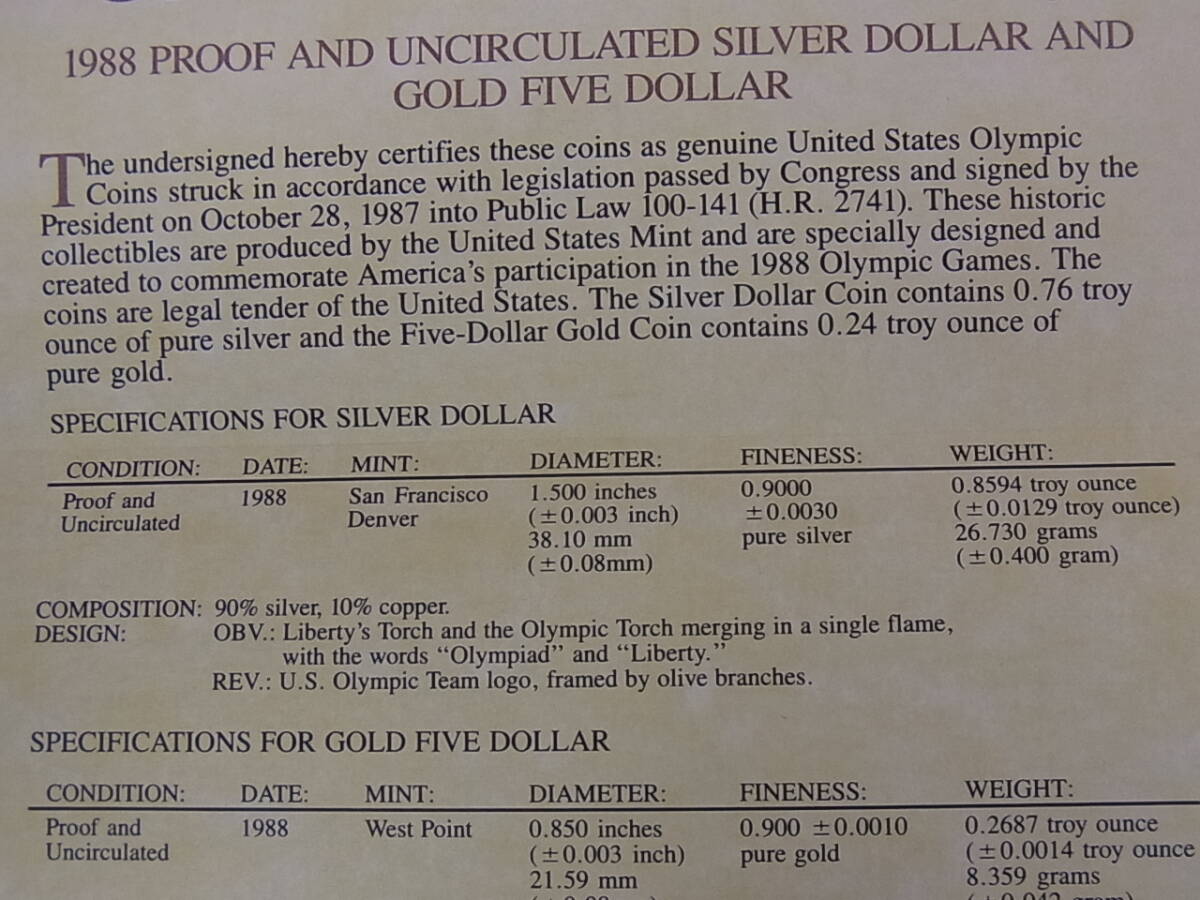 1988 PROOF AND UNCIRCULATED SILVER DOLLAR AND
GOLD FIVE DOLLAR
The undersigned hereby certifies these coins as genuine United States Olympic
Coins struck in accordance with legislation passed by Congress and signed by the
President on October 28, 1987 into Public Law 100-141 (H.R. 2741). These historic
collectibles are produced by the United States Mint and are specially designed and
created to commemorate America's participation in the 1988 Olympic Games. The
coins are legal tender of the United States. The Silver Dollar Coin contains 0.76 troy
ounce of pure silver and the Five-Dollar Gold Coin contains 0.24 troy ounce of
pure gold.
SPECIFICATIONS FOR SILVER DOLLAR
CONDITION: DATE: MINT: DIAMETER: FINENESS: WEIGHT:
Proof and 1988 San Francisco 1.500 inches 0.9000 0.8594 troy ounce
Uncirculated Denver (±0.003 inch) ±0.0030 (±0.0129 troy ounce)
38.10 mm pure silver 26.730 grams
(±0.08mm) (±0.400 gram)
COMPOSITION: 90% silver, 10% copper.
DESIGN: OBV.: Liberty's Torch and the Olympic Torch merging in a single flame,
with the words “Olympiad” and “Liberty.”
REV.: U.S. Olympic Team logo, framed by olive branches.
SPECIFICATIONS FOR GOLD FIVE DOLLAR
CONDITION: DATE: MINT: DIAMETER: FINENESS: WEIGHT:
Proof and 1988 West Point 0.850 inches 0.900 ±0.0010 0.2687 troy ounce
Uncirculated (±0.003 inch) pure gold (±0.0014 troy ounce
21.59 mm 8.359 grams